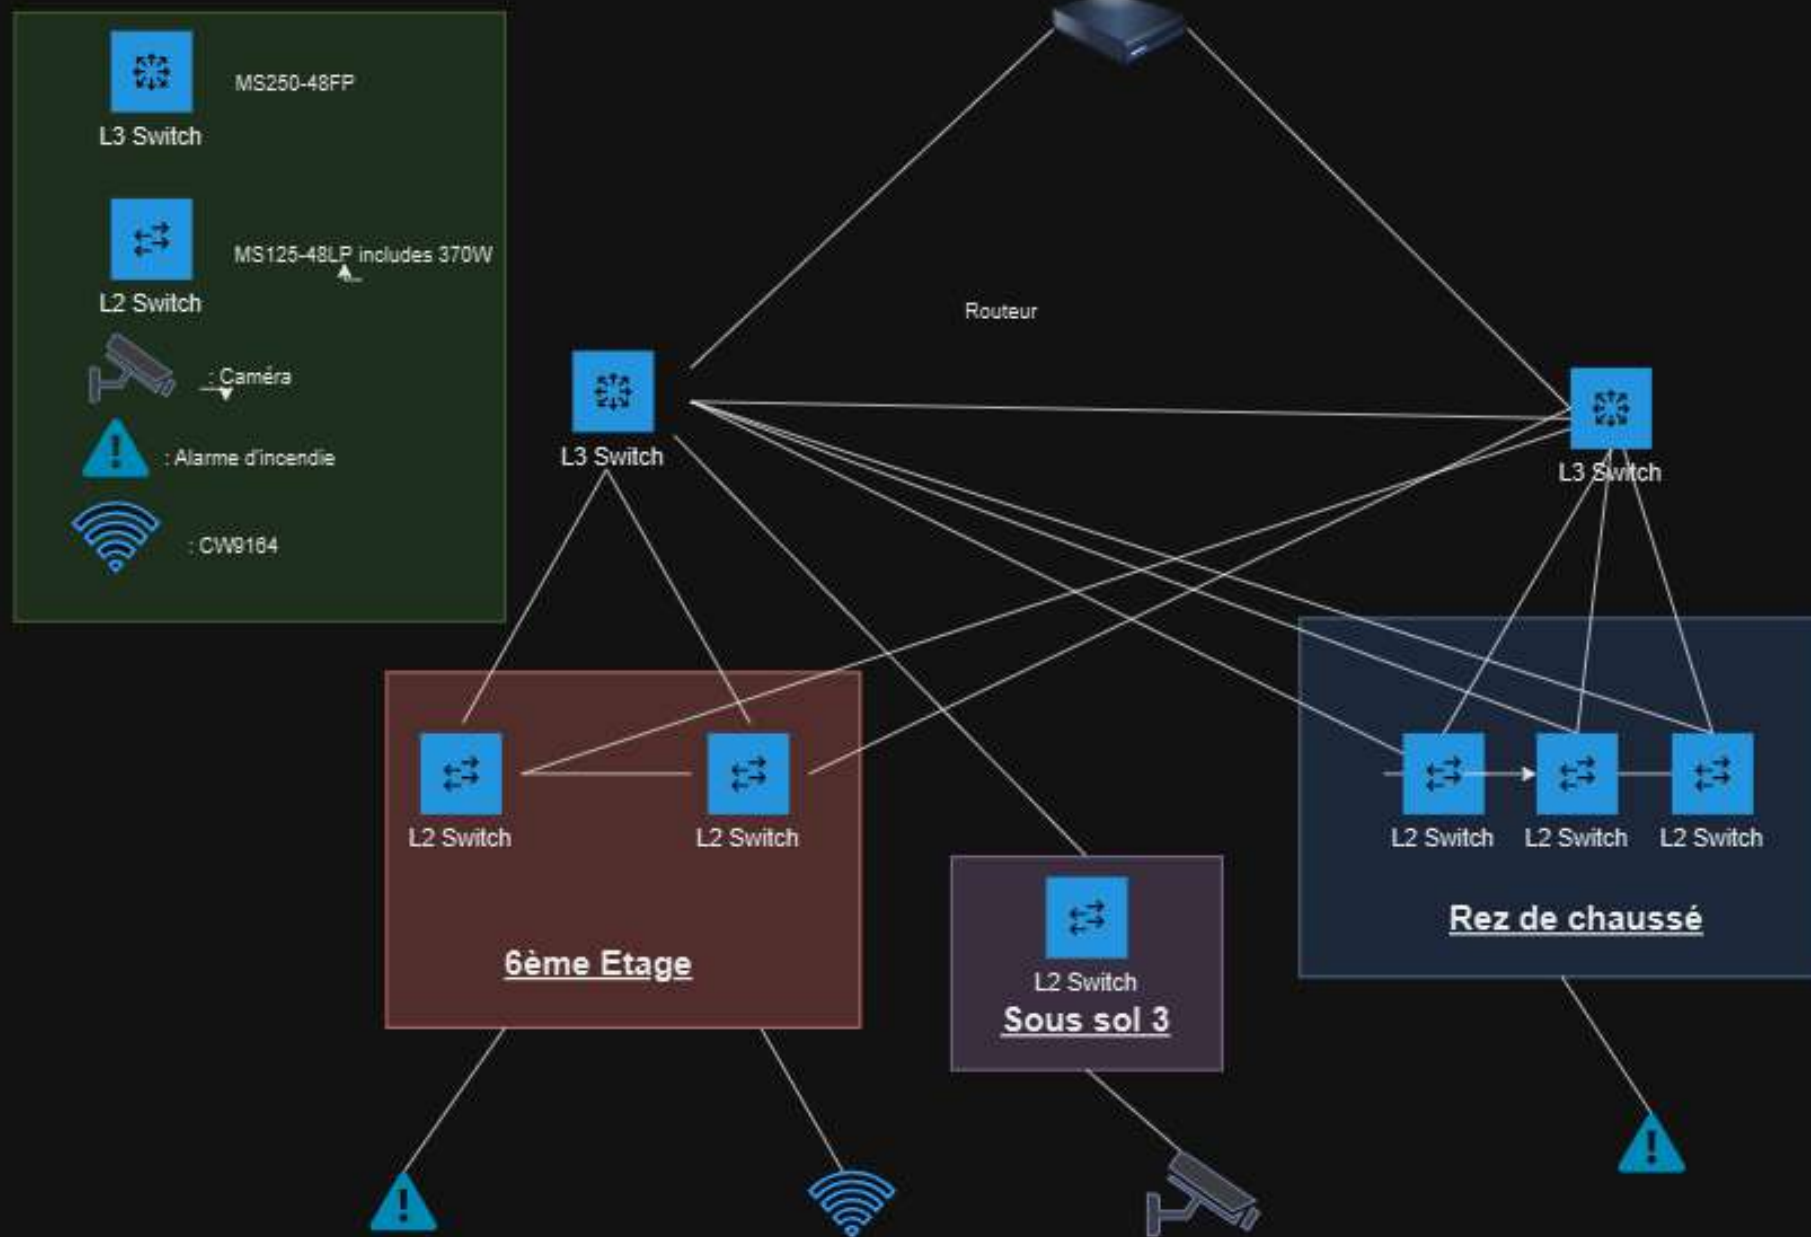 MS250-48FP
L3 Switch
MS125-48LP includes 370W
L2 Switch
: Caméra
: Alarme d'incendie
: CW9164
Routeur
L3 Switch
L3 Switch
L2 Switch
L2 Switch
6ème Etage
L2 Switch
Sous sol 3
L2 Switch
L2 Switch
L2 Switch
Rez de chaussé